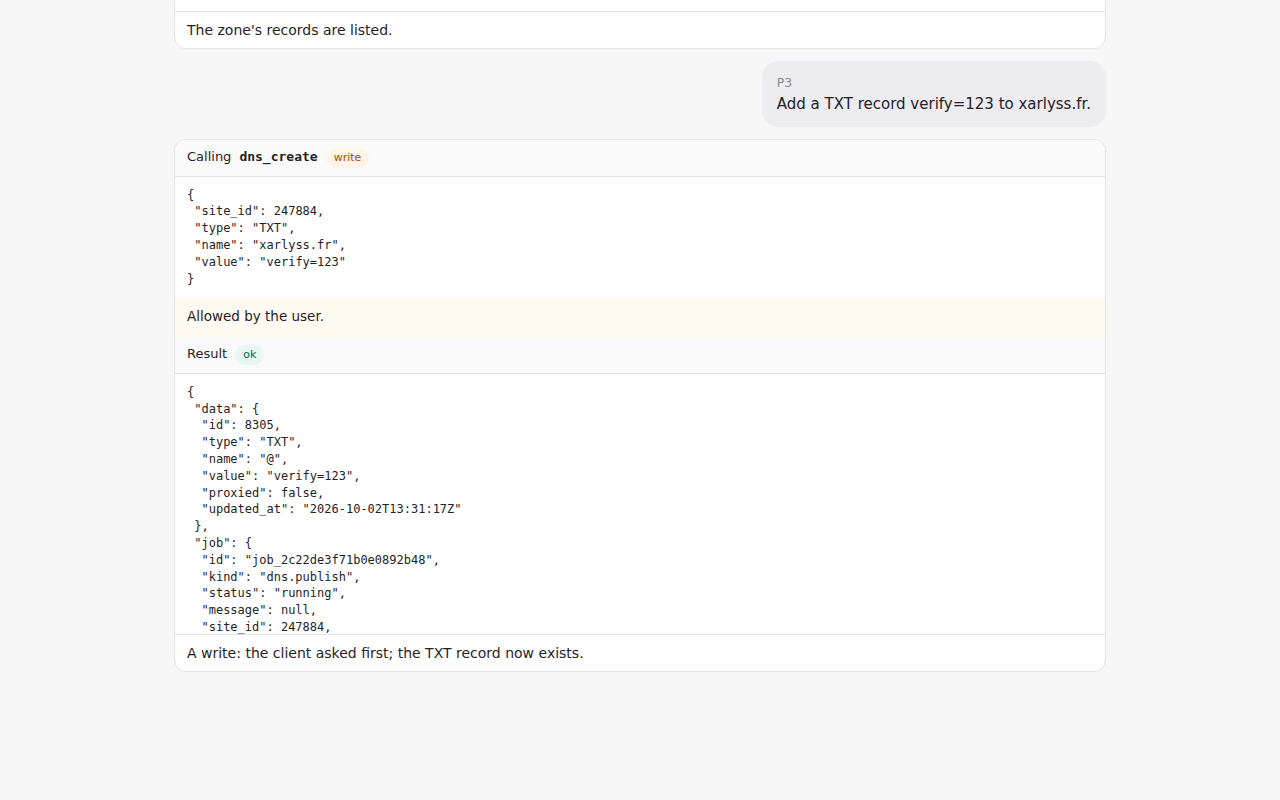 The zone's records are listed.
P3
Add a TXT record verify=123 to xarlyss.fr.
Calling dns_create write
{
"site_id": 247884,
"type": "TXT",
"name": "xarlyss.fr",
"value": "verify=123"
}
Allowed by the user.
Result ok
{
"data": {
"id": 8305,
"type": "TXT",
"name": "@",
"value": "verify=123",
"proxied": false,
"updated_at": "2026-10-02T13:31:17Z"
},
"job": {
"id": "job_2c22de3f71b0e0892b48",
"kind": "dns.publish",
"status": "running",
"message": null,
"site_id": 247884,
A write: the client asked first; the TXT record now exists.